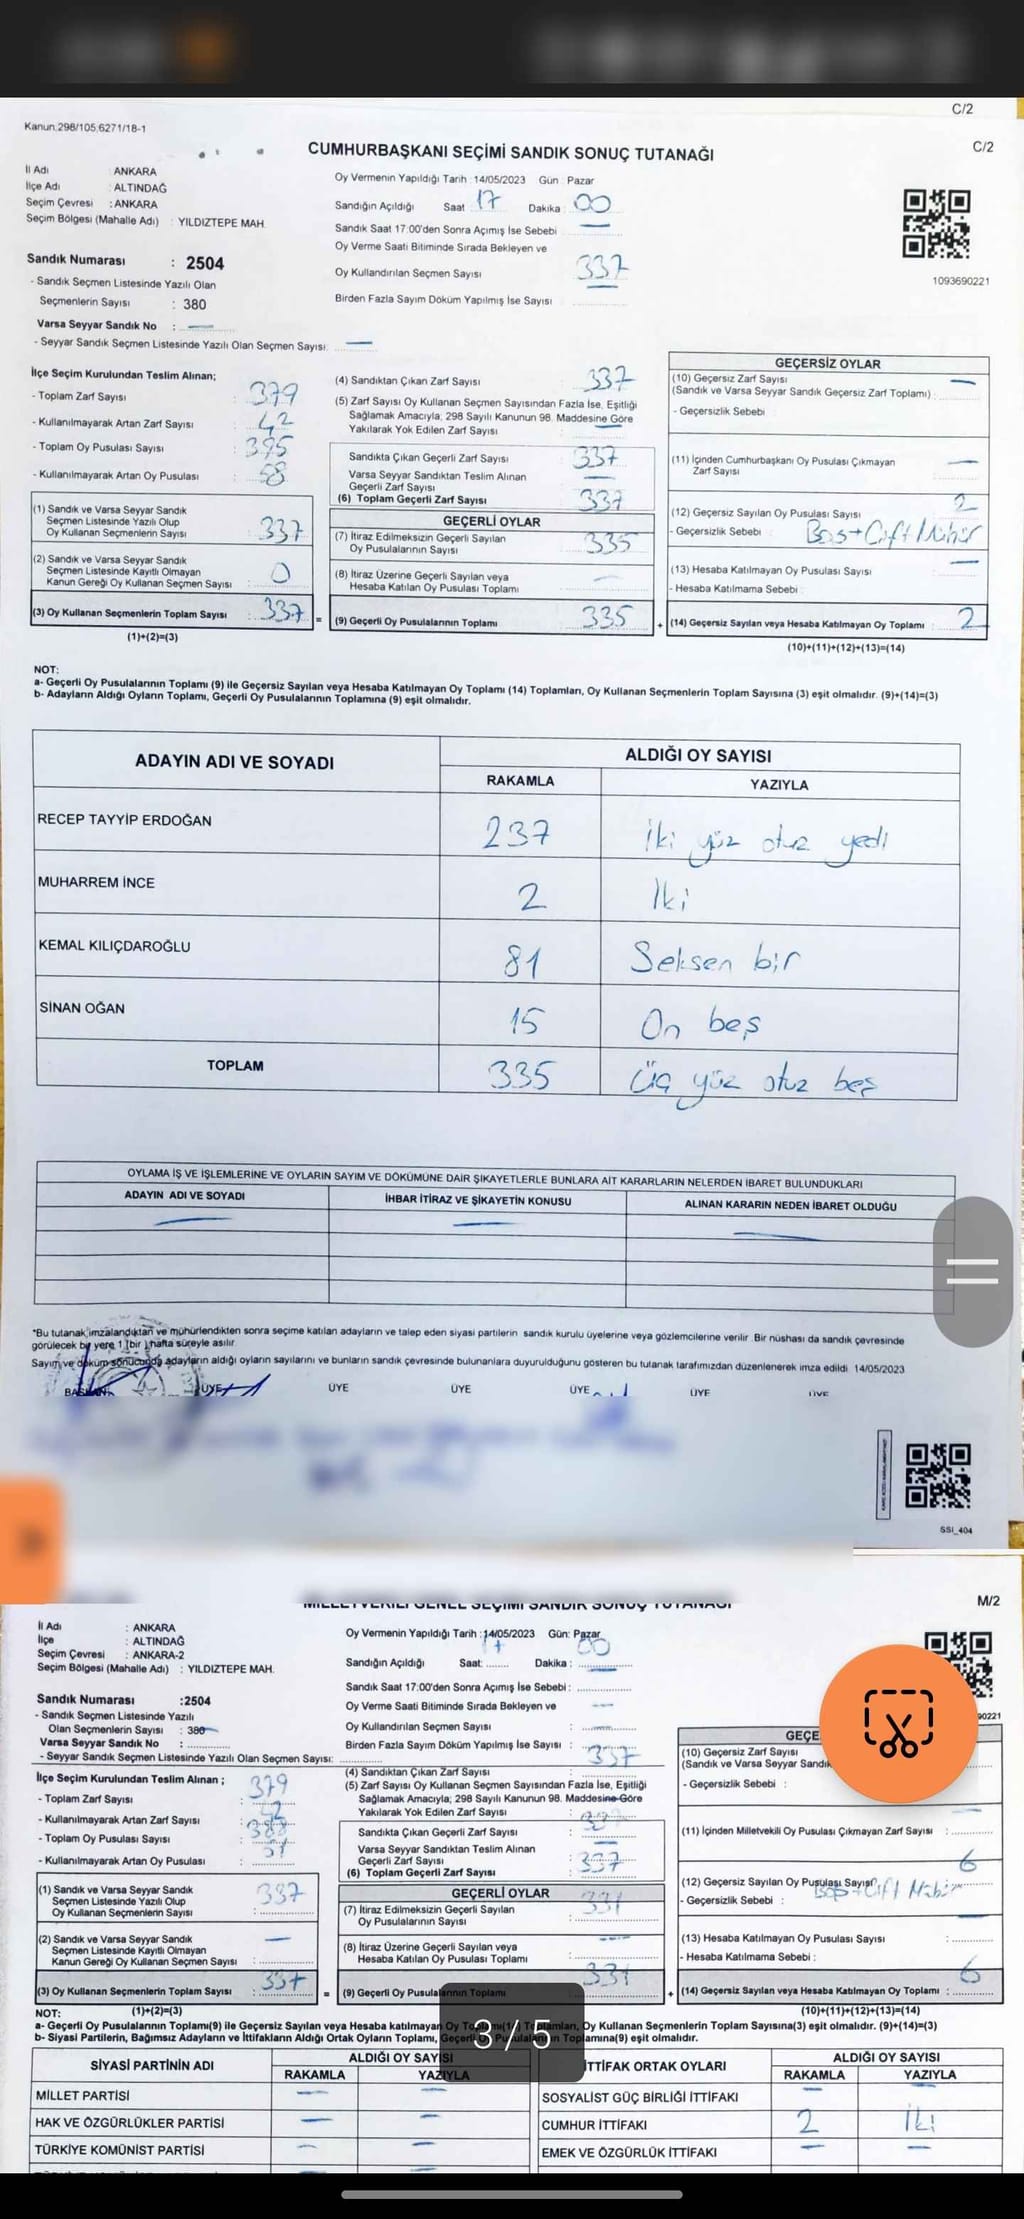 C/2
Kanun.298/105,6271/18-1
CUMHURBAŞKANI SEÇİMİ SANDIK SONUÇ TUTANAĞI
C/2
İl Adı : ANKARA
İlçe Adı : ALTINDAĞ
Seçim Çevresi : ANKARA
Seçim Bölgesi (Mahalle Adı) : YILDIZTEPE MAH.
Oy Vermenin Yapıldığı Tarih :14/05/2023 Gün : Pazar
Sandığın Açıldığı Saat 17 Dakika : 00
Sandık Saat 17:00'den Sonra Açımış İse Sebebi
Oy Verme Saati Bitiminde Sırada Bekleyen ve
Oy Kullandırılan Seçmen Sayısı 337
Birden Fazla Sayım Döküm Yapılmış İse Sayısı
1093690221
Sandık Numarası : 2504
- Sandık Seçmen Listesinde Yazılı Olan
Seçmenlerin Sayısı : 380
Varsa Seyyar Sandık No : —
- Seyyar Sandık Seçmen Listesinde Yazılı Olan Seçmen Sayısı: —
İlçe Seçim Kurulundan Teslim Alınan;
- Toplam Zarf Sayısı : 379
- Kullanılmayarak Artan Zarf Sayısı : 42
- Toplam Oy Pusulası Sayısı : 395
- Kullanılmayarak Artan Oy Pusulası : 58
(1) Sandık ve Varsa Seyyar Sandık
Seçmen Listesinde Yazılı Olup
Oy Kullanan Seçmenlerin Sayısı : 337
(2) Sandık ve Varsa Seyyar Sandık
Seçmen Listesinde Kayıtlı Olmayan
Kanun Gereği Oy Kullanan Seçmen Sayısı : 0
(3) Oy Kullanan Seçmenlerin Toplam Sayısı : 337
(1)+(2)=(3)
(4) Sandıktan Çıkan Zarf Sayısı 337
(5) Zarf Sayısı Oy Kullanan Seçmen Sayısından Fazla İse, Eşitliği
Sağlamak Amacıyla; 298 Sayılı Kanunun 98. Maddesine Göre
Yakılarak Yok Edilen Zarf Sayısı —
Sandıkta Çıkan Geçerli Zarf Sayısı 337
Varsa Seyyar Sandıktan Teslim Alınan
Geçerli Zarf Sayısı —
(6) Toplam Geçerli Zarf Sayısı 337
GEÇERLİ OYLAR
(7) İtiraz Edilmeksizin Geçerli Sayılan
Oy Pusulalarının Sayısı 335
(8) İtiraz Üzerine Geçerli Sayılan veya
Hesaba Katılan Oy Pusulası Toplamı —
= (9) Geçerli Oy Pusulalarının Toplamı 335
GEÇERSİZ OYLAR
(10) Geçersiz Zarf Sayısı —
(Sandık ve Varsa Seyyar Sandık Geçersiz Zarf Toplamı) :
- Geçersizlik Sebebi
(11) İçinden Cumhurbaşkanı Oy Pusulası Çıkmayan
Zarf Sayısı —
(12) Geçersiz Sayılan Oy Pusulası Sayısı 2
- Geçersizlik Sebebi : Boş+Çift Mühür
(13) Hesaba Katılmayan Oy Pusulası Sayısı —
- Hesaba Katılmama Sebebi
+ (14) Geçersiz Sayılan veya Hesaba Katılmayan Oy Toplamı : 2
(10)+(11)+(12)+(13)=(14)
NOT:
a- Geçerli Oy Pusulalarının Toplamı (9) ile Geçersiz Sayılan veya Hesaba Katılmayan Oy Toplamı (14) Toplamları, Oy Kullanan Seçmenlerin Toplam Sayısına (3) eşit olmalıdır. (9)+(14)=(3)
b- Adayların Aldığı Oyların Toplamı, Geçerli Oy Pusulalarının Toplamına (9) eşit olmalıdır.
ADAYIN ADI VE SOYADI ALDIĞI OY SAYISI
RAKAMLA YAZIYLA
RECEP TAYYİP ERDOĞAN 237 İki yüz otuz yedi
MUHARREM İNCE 2 İki
KEMAL KILIÇDAROĞLU 81 Seksen bir
SİNAN OĞAN 15 On beş
TOPLAM 335 Üç yüz otuz beş
OYLAMA İŞ VE İŞLEMLERİNE VE OYLARIN SAYIM VE DÖKÜMÜNE DAİR ŞİKAYETLERLE BUNLARA AİT KARARLARIN NELERDEN İBARET BULUNDUKLARI
ADAYIN ADI VE SOYADI İHBAR İTİRAZ VE ŞİKAYETİN KONUSU ALINAN KARARIN NEDEN İBARET OLDUĞU
*Bu tutanak imzalandıktan ve mühürlendikten sonra seçime katılan adayların ve talep eden siyasi partilerin sandık kurulu üyelerine veya gözlemcilerine verilir. Bir nüshası da sandık çevresinde
görülecek bir yere 1 (bir) hafta süreyle asılır.
Sayım ve döküm sonucunda adayların aldığı oyların sayılarını ve bunların sandık çevresinde bulunanlara duyurulduğunu gösteren bu tutanak tarafımızdan düzenlenerek imza edildi. 14/05/2023
BAŞKAN ÜYE ÜYE ÜYE ÜYE ÜYE ÜYE
SSI_404
MİLLETVEKİLİ GENEL SEÇİMİ SANDIK SONUÇ TUTANAĞI
M/2
İl Adı : ANKARA
İlçe : ALTINDAĞ
Seçim Çevresi : ANKARA-2
Seçim Bölgesi (Mahalle Adı) : YILDIZTEPE MAH.
Oy Vermenin Yapıldığı Tarih :14/05/2023 Gün: Pazar
Sandığın Açıldığı Saat: 17 Dakika : 00
Sandık Saat 17:00'den Sonra Açımış İse Sebebi :
Oy Verme Saati Bitiminde Sırada Bekleyen ve
Oy Kullandırılan Seçmen Sayısı :
Birden Fazla Sayım Döküm Yapılmış İse Sayısı :
90221
Sandık Numarası :2504
- Sandık Seçmen Listesinde Yazılı
Olan Seçmenlerin Sayısı : 380
Varsa Seyyar Sandık No :
- Seyyar Sandık Seçmen Listesinde Yazılı Olan Seçmen Sayısı:
İlçe Seçim Kurulundan Teslim Alınan ;
- Toplam Zarf Sayısı : 379
- Kullanılmayarak Artan Zarf Sayısı : 42
- Toplam Oy Pusulası Sayısı : 388
- Kullanılmayarak Artan Oy Pusulası : 51
(1) Sandık ve Varsa Seyyar Sandık
Seçmen Listesinde Yazılı Olup
Oy Kullanan Seçmenlerin Sayısı : 337
(2) Sandık ve Varsa Seyyar Sandık
Seçmen Listesinde Kayıtlı Olmayan
Kanun Gereği Oy Kullanan Seçmen Sayısı : —
(3) Oy Kullanan Seçmenlerin Toplam Sayısı : 337
(1)+(2)=(3)
(4) Sandıktan Çıkan Zarf Sayısı 337
(5) Zarf Sayısı Oy Kullanan Seçmen Sayısından Fazla İse, Eşitliği
Sağlamak Amacıyla; 298 Sayılı Kanunun 98. Maddesine Göre
Yakılarak Yok Edilen Zarf Sayısı :
Sandıkta Çıkan Geçerli Zarf Sayısı : 337
Varsa Seyyar Sandıktan Teslim Alınan
Geçerli Zarf Sayısı
(6) Toplam Geçerli Zarf Sayısı : 337
GEÇERLİ OYLAR
(7) İtiraz Edilmeksizin Geçerli Sayılan
Oy Pusulalarının Sayısı 331
(8) İtiraz Üzerine Geçerli Sayılan veya
Hesaba Katılan Oy Pusulası Toplamı
= (9) Geçerli Oy Pusulalarının Toplamı 331
GEÇE
(10) Geçersiz Zarf Sayısı
(Sandık ve Varsa Seyyar Sandık
- Geçersizlik Sebebi :
(11) İçinden Milletvekili Oy Pusulası Çıkmayan Zarf Sayısı :
(12) Geçersiz Sayılan Oy Pusulası Sayısı 6
- Geçersizlik Sebebi : Boş+Çift Mühür
(13) Hesaba Katılmayan Oy Pusulası Sayısı :
- Hesaba Katılmama Sebebi :
+ (14) Geçersiz Sayılan veya Hesaba Katılmayan Oy Toplamı : 6
(10)+(11)+(12)+(13)=(14)
NOT:
a- Geçerli Oy Pusulalarının Toplamı(9) ile Geçersiz Sayılan veya Hesaba katılmayan Oy Toplamı(14) Toplamları, Oy Kullanan Seçmenlerin Toplam Sayısına(3) eşit olmalıdır. (9)+(14)=(3)
b- Siyasi Partilerin, Bağımsız Adayların ve İttifakların Aldığı Ortak Oyların Toplamı, Geçerli Oy Pusulalarının Toplamına(9) eşit olmalıdır.
3 / 5
SİYASİ PARTİNİN ADI ALDIĞI OY SAYISI
RAKAMLA YAZIYLA
MİLLET PARTİSİ — —
HAK VE ÖZGÜRLÜKLER PARTİSİ — —
TÜRKİYE KOMÜNİST PARTİSİ — —
İTTİFAK ORTAK OYLARI ALDIĞI OY SAYISI
RAKAMLA YAZIYLA
SOSYALİST GÜÇ BİRLİĞİ İTTİFAKI — —
CUMHUR İTTİFAKI 2 İki
EMEK VE ÖZGÜRLÜK İTTİFAKI — —